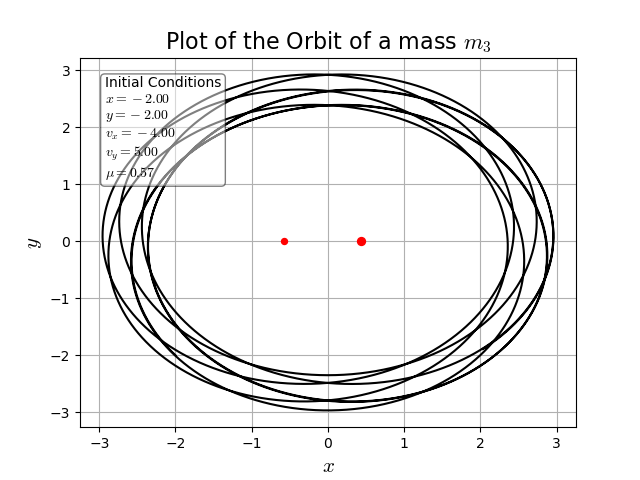 Plot of the Orbit of a mass m₃
Initial Conditions
x = −2.00
y = −2.00
vₓ = −4.00
v_y = 5.00
μ = 0.57
3
2
1
0
−1
−2
−3
y
−3
−2
−1
0
1
2
3
x